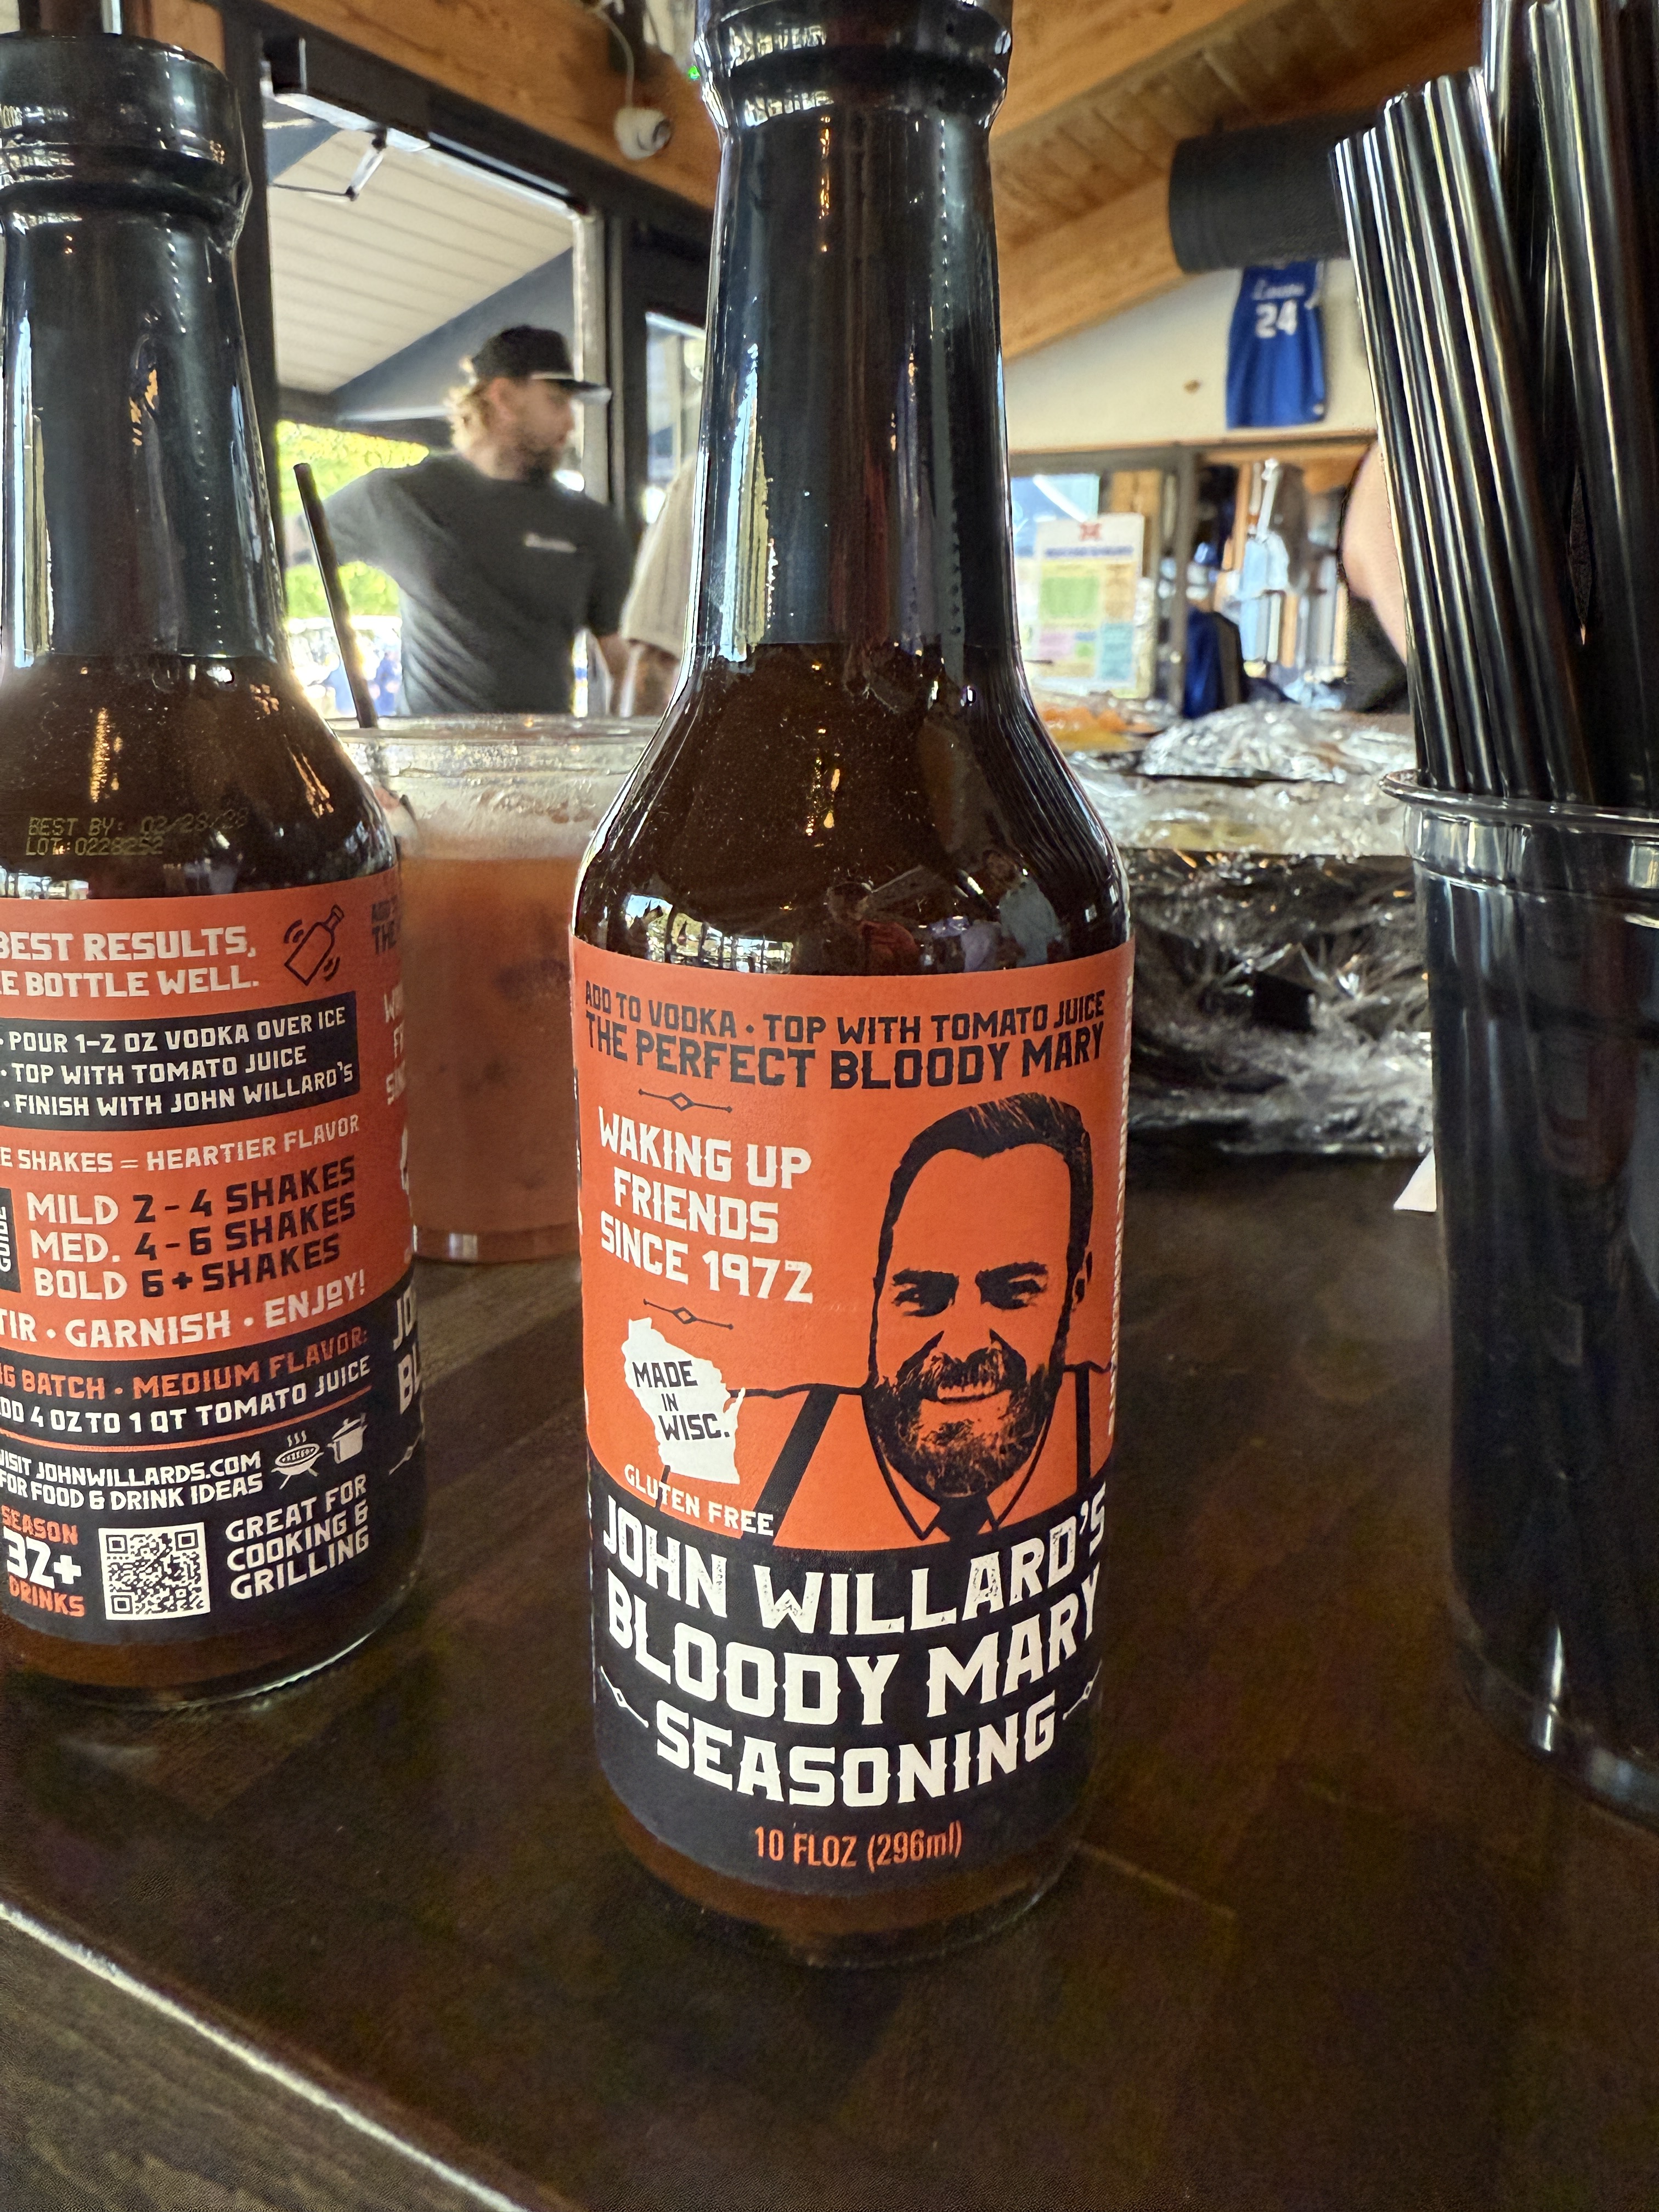 BEST BY: 02/28/28
LOT:0228252
BEST RESULTS,
BOTTLE WELL.
· POUR 1-2 OZ VODKA OVER ICE
· TOP WITH TOMATO JUICE
· FINISH WITH JOHN WILLARD'S
SHAKES = HEARTIER FLAVOR
GUIDE
MILD 2-4 SHAKES
MED. 4-6 SHAKES
BOLD 6+ SHAKES
· GARNISH · ENJOY!
BATCH · MEDIUM FLAVOR:
4 OZ TO 1 QT TOMATO JUICE
VISIT JOHNWILLARDS.COM
FOR FOOD & DRINK IDEAS
SEASON
32+
DRINKS
GREAT FOR
COOKING &
GRILLING
ADD TO VODKA · TOP WITH TOMATO JUICE
THE PERFECT BLOODY MARY
WAKING UP
FRIENDS
SINCE 1972
MADE
IN
WISC.
GLUTEN FREE
JOHN WILLARD'S
BLOODY MARY
SEASONING
10 FLOZ (296ml)
24